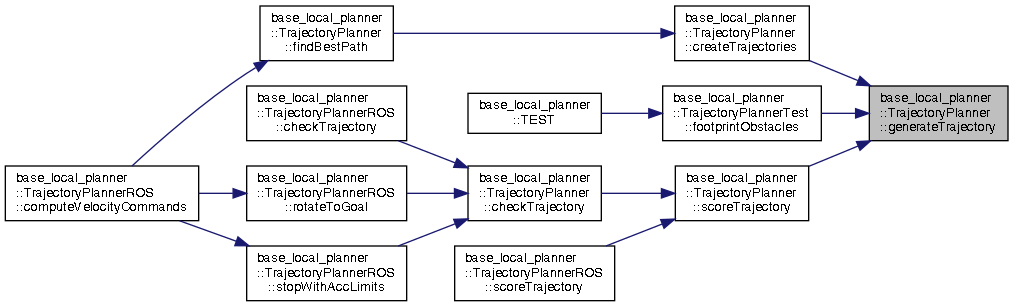 base_local_planner
::TrajectoryPlanner
::findBestPath
base_local_planner
::TrajectoryPlanner
::createTrajectories
base_local_planner
::TrajectoryPlannerROS
::checkTrajectory
base_local_planner
::TEST
base_local_planner
::TrajectoryPlannerTest
::footprintObstacles
base_local_planner
::TrajectoryPlanner
::generateTrajectory
base_local_planner
::TrajectoryPlannerROS
::computeVelocityCommands
base_local_planner
::TrajectoryPlannerROS
::rotateToGoal
base_local_planner
::TrajectoryPlanner
::checkTrajectory
base_local_planner
::TrajectoryPlanner
::scoreTrajectory
base_local_planner
::TrajectoryPlannerROS
::stopWithAccLimits
base_local_planner
::TrajectoryPlannerROS
::scoreTrajectory